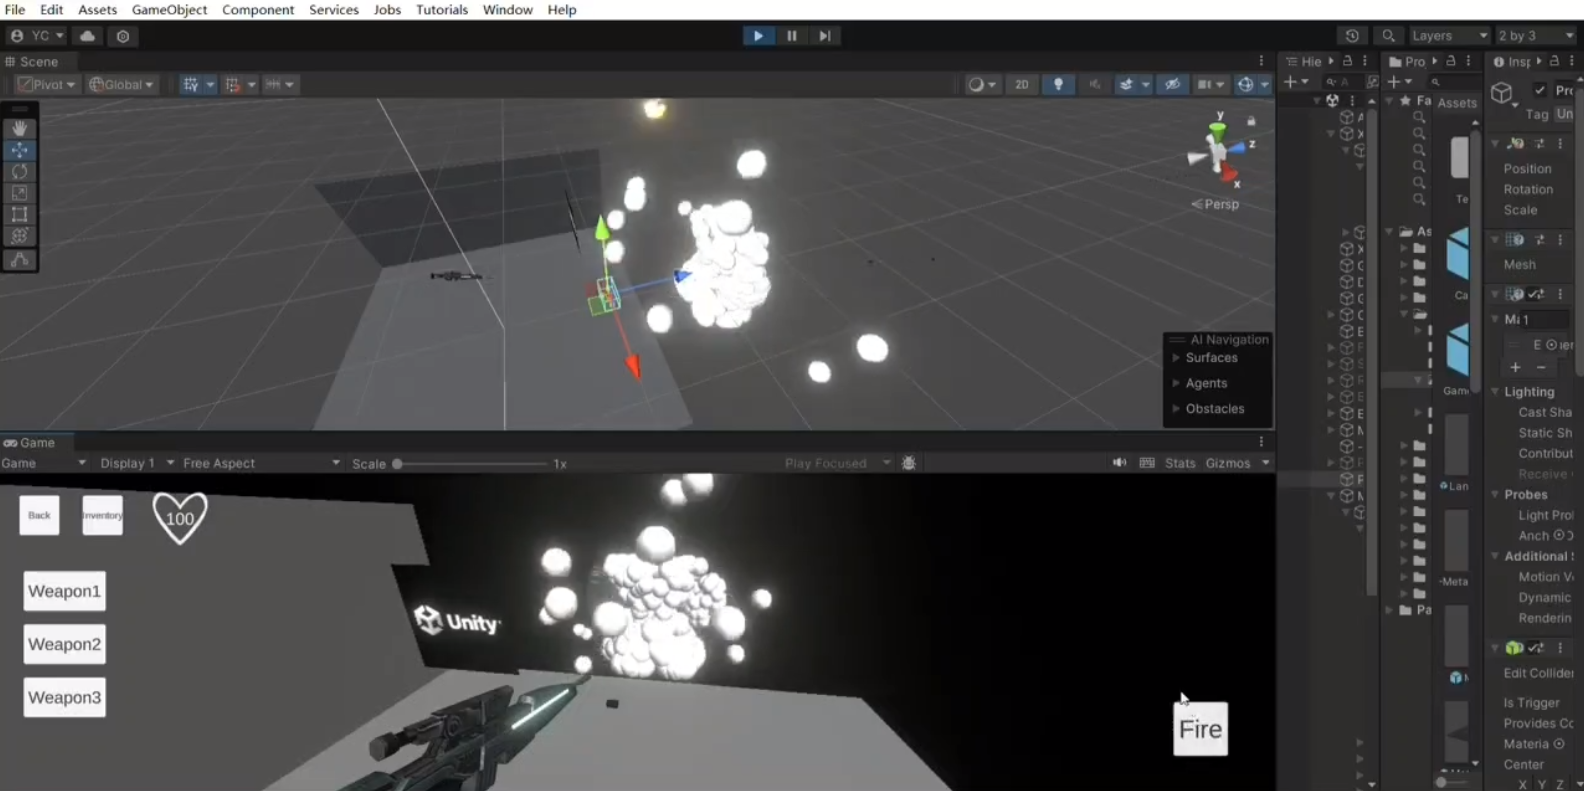 File Edit Assets GameObject Component Services Jobs Tutorials Window Help
YC Layers 2 by 3
Scene Hie Pro Insp
Pivot Global 2D
Fa Assets Pro
Tag Un
y
z
x
Persp
Position
Rotation
Scale
Te
As
Mesh
Ca
1
AI Navigation
Surfaces
Agents
Obstacles
Game
Lighting
Cast Sha
Static Sh
Contribut
Receive
Game
Game Display 1 Free Aspect Scale 1x Play Focused Stats Gizmos
Lan
Probes
Light Pro
Anch
Additional S
Motion V
Dynamic
Renderin
-Meta
Pa
Back Inventory 100
Weapon1
Weapon2
Weapon3
Unity
Fire
Edit Collider
Is Trigger
Provides Co
Materia
Center
X Y Z